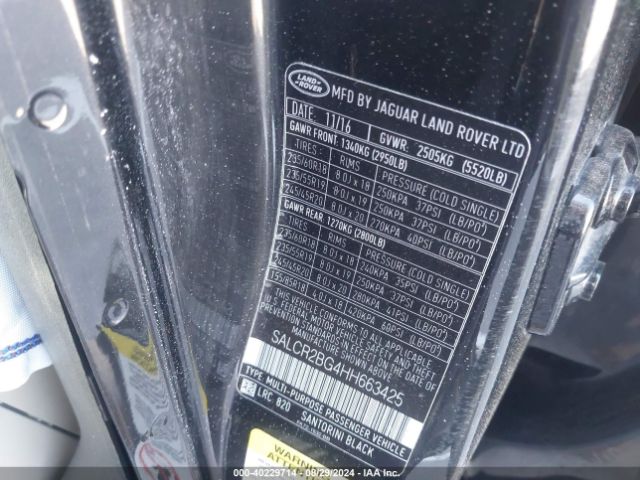 LAND ROVER
MFD BY JAGUAR LAND ROVER LTD
DATE: 11/16 GVWR: 2505KG (5520LB)
GAWR FRONT: 1340KG (2950LB)
TIRES RIMS PRESSURE (COLD SINGLE)
235/60R18 8.0J x 18 250KPA 37PSI (LB/PO²)
235/55R19 8.0J x 19 250KPA 37PSI (LB/PO²)
245/45R20 8.0J x 20 270KPA 40PSI (LB/PO²)
GAWR REAR: 1270KG (2800LB)
TIRES RIMS PRESSURE (COLD SINGLE)
235/60R18 8.0J x 18 240KPA 35PSI (LB/PO²)
235/55R19 8.0J x 19 250KPA 37PSI (LB/PO²)
245/45R20 8.0J x 20 280KPA 41PSI (LB/PO²)
155/85R18 4.0J x 18 420KPA 60PSI (LB/PO²)
THIS VEHICLE CONFORMS TO ALL APPLICABLE
U.S. FEDERAL MOTOR VEHICLE SAFETY AND THEFT
PREVENTION STANDARDS IN EFFECT ON THE DATE OF
MANUFACTURE SHOWN ABOVE.
SALCR2BG4HH663425
TYPE: MULTI-PURPOSE PASSENGER VEHICLE
LRC 820 SANTORINI BLACK
WARNING
000-40229714 - 08/29/2024 - IAA, Inc.